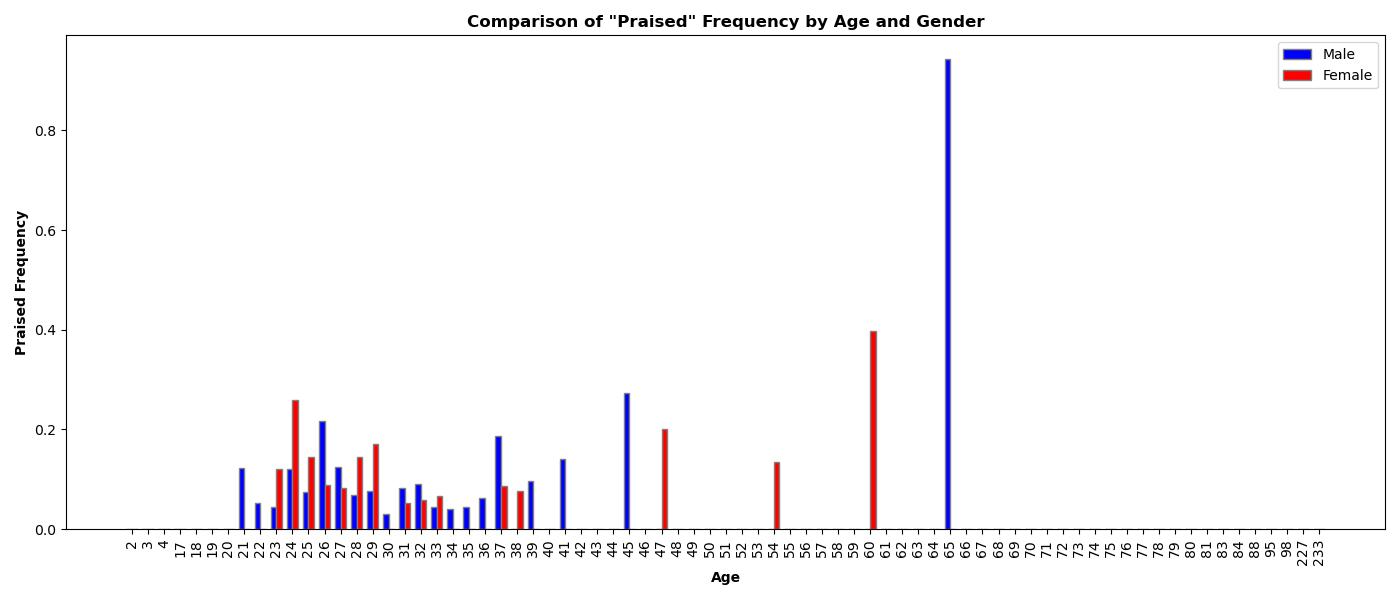 Comparison of "Praised" Frequency by Age and Gender
Male
Female
Praised Frequency
0.8
0.6
0.4
0.2
0.0
2 3 4 17 18 19 20 21 22 23 24 25 26 27 28 29 30 31 32 33 34 35 36 37 38 39 40 41 42 43 44 45 46 47 48 49 50 51 52 53 54 55 56 57 58 59 60 61 62 63 64 65 66 67 68 69 70 71 72 73 74 75 76 77 78 79 80 81 83 84 88 95 98 227 233
Age